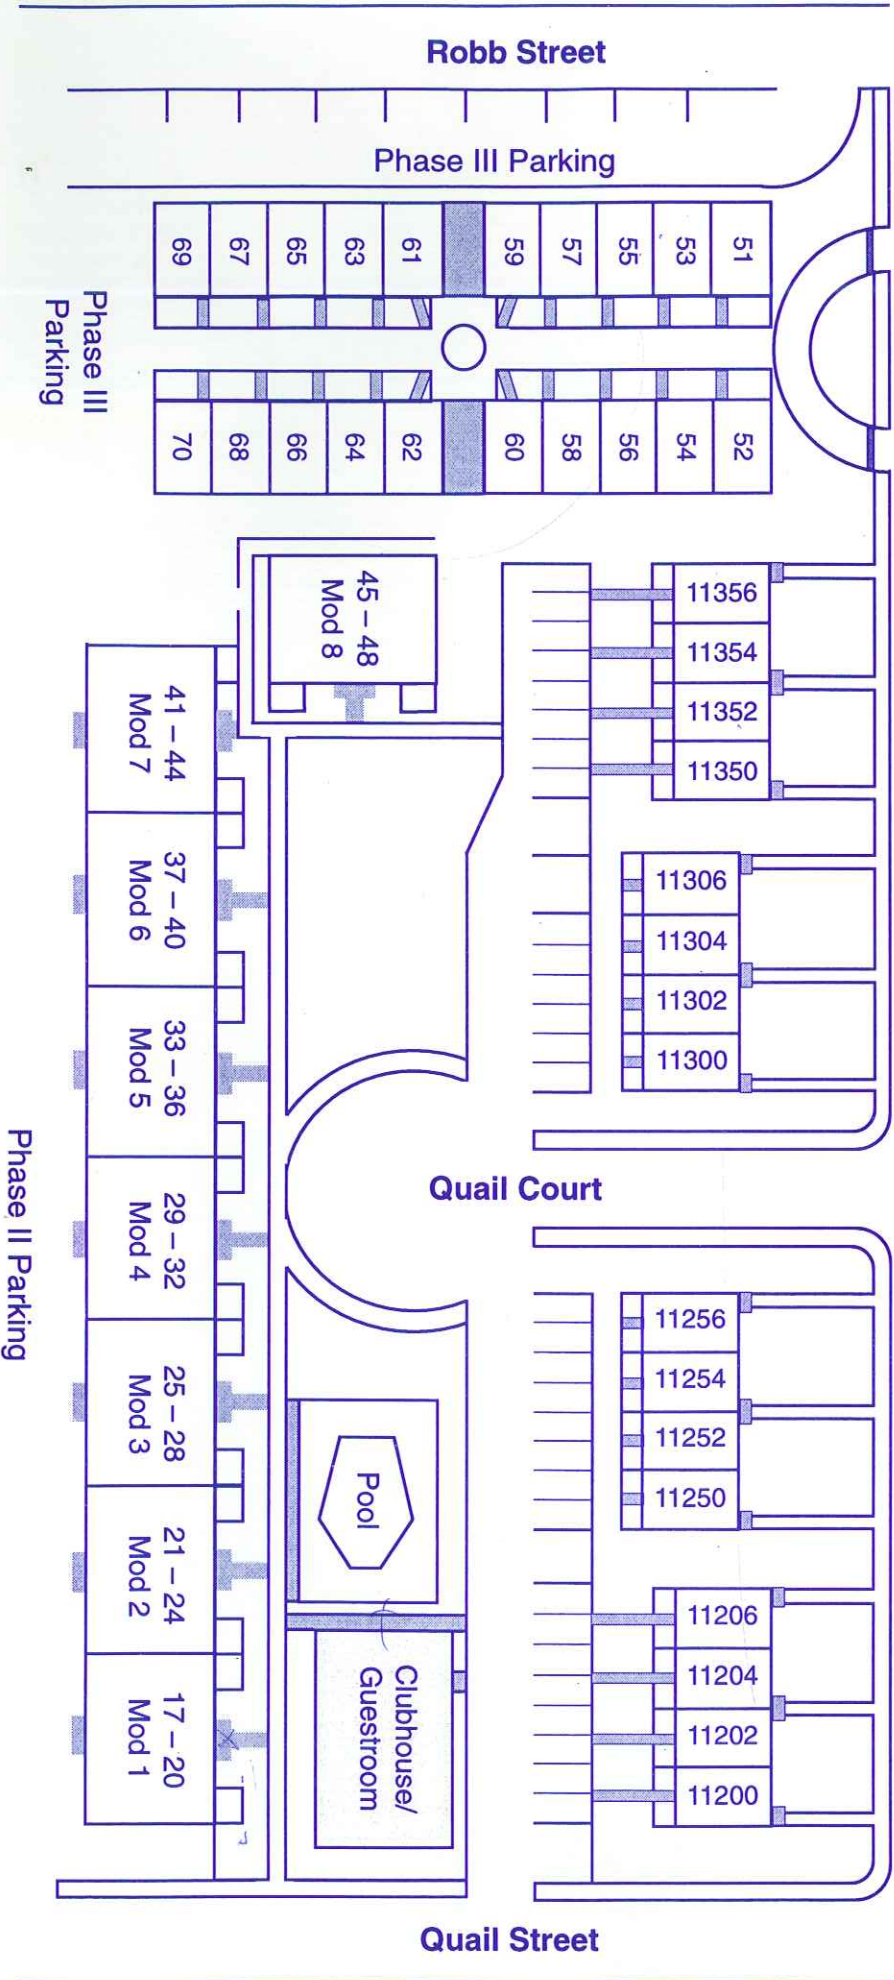 Robb Street
Phase III Parking
69
67
65
63
61
59
57
55
53
51
Phase III
Parking
70
68
66
64
62
60
58
56
54
52
45 – 48
Mod 8
11356
11354
11352
11350
41 – 44
Mod 7
37 – 40
Mod 6
33 – 36
Mod 5
29 – 32
Mod 4
25 – 28
Mod 3
21 – 24
Mod 2
17 – 20
Mod 1
11306
11304
11302
11300
Quail Court
Phase II Parking
11256
11254
11252
11250
Pool
Clubhouse/
Guestroom
11206
11204
11202
11200
Quail Street